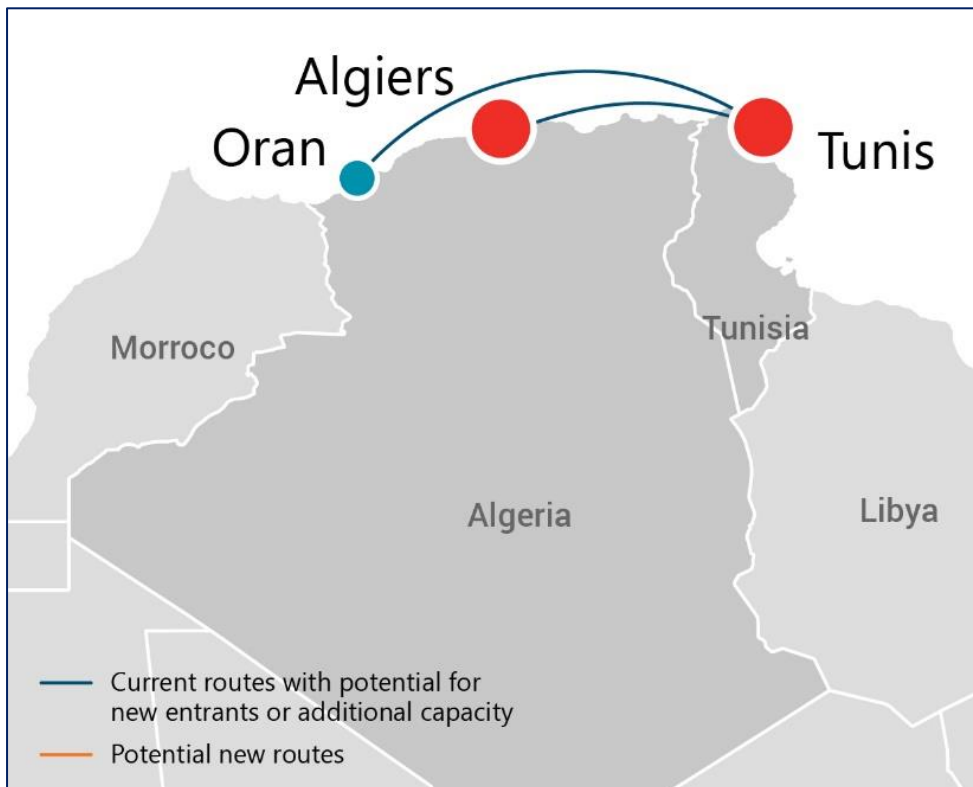 Algiers
Oran
Tunis
Morroco
Tunisia
Algeria
Libya
Current routes with potential for
new entrants or additional capacity
Potential new routes